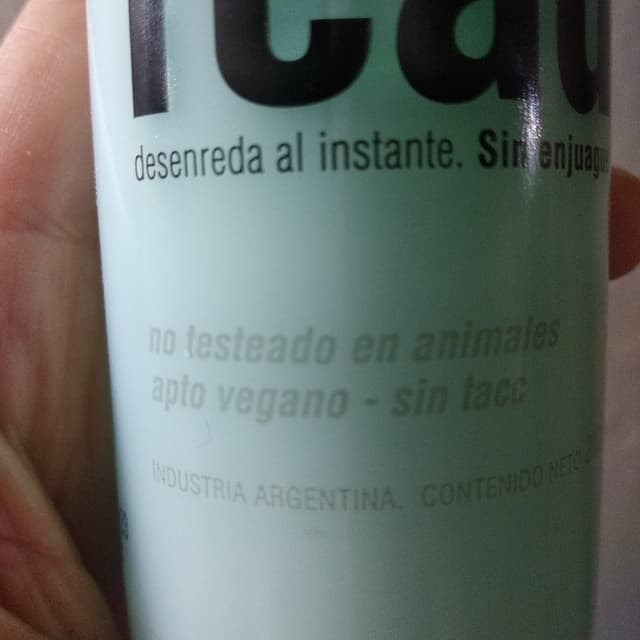 desenreda al instante. Sin enjuague
no testeado en animales
apto vegano - sin tacc
INDUSTRIA ARGENTINA. CONTENIDO NETO